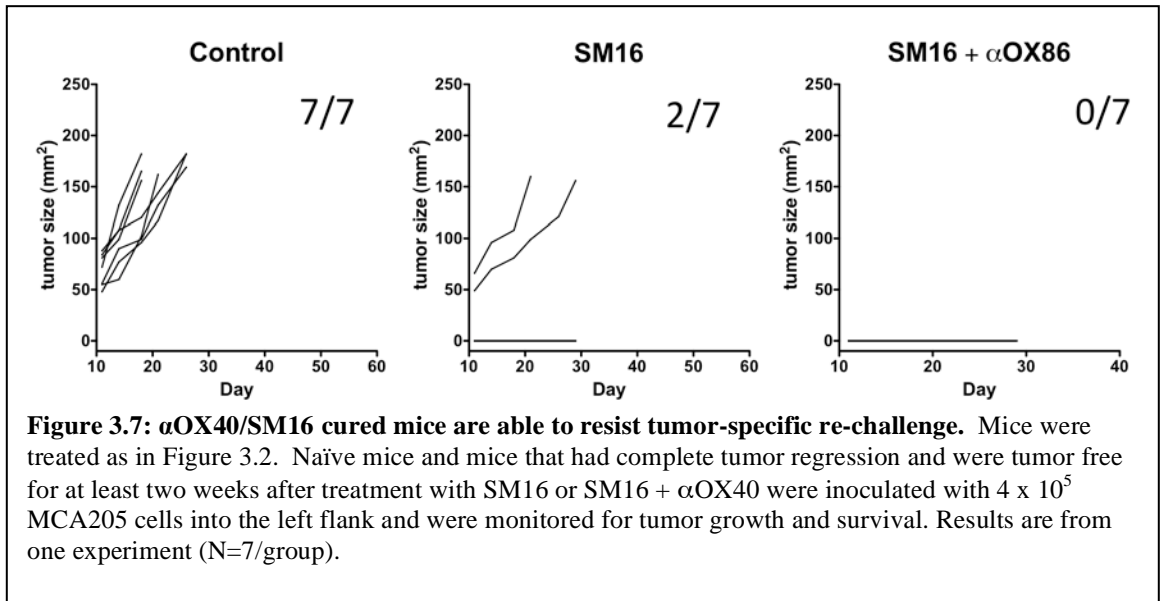 Control
SM16
SM16 + αOX86
250
200
150
100
50
0
tumor size (mm²)
7/7
10 20 30 40 50 60
Day
250
200
150
100
50
0
tumor size (mm²)
2/7
10 20 30 40 50 60
Day
250
200
150
100
50
0
tumor size (mm²)
0/7
10 20 30 40
Day
Figure 3.7: αOX40/SM16 cured mice are able to resist tumor-specific re-challenge. Mice were
treated as in Figure 3.2. Naïve mice and mice that had complete tumor regression and were tumor free
for at least two weeks after treatment with SM16 or SM16 + αOX40 were inoculated with 4 x 10⁵
MCA205 cells into the left flank and were monitored for tumor growth and survival. Results are from
one experiment (N=7/group).